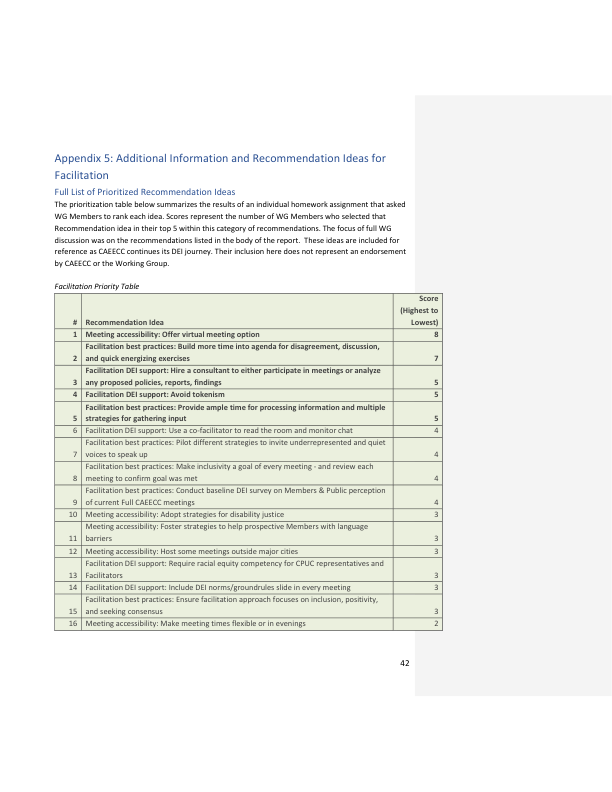 Appendix 5: Additional Information and Recommendation Ideas for
Facilitation
Full List of Prioritized Recommendation Ideas
The prioritization table below summarizes the results of an individual homework assignment that asked
WG Members to rank each idea. Scores represent the number of WG Members who selected that
Recommendation idea in their top 5 within this category of recommendations. The focus of full WG
discussion was on the recommendations listed in the body of the report.  These ideas are included for
reference as CAEECC continues its DEI journey. Their inclusion here does not represent an endorsement
by CAEECC or the Working Group.
Facilitation Priority Table
Score
(Highest to
# Recommendation Idea Lowest)
1 Meeting accessibility: Offer virtual meeting option 8
Facilitation best practices: Build more time into agenda for disagreement, discussion,
2 and quick energizing exercises 7
Facilitation DEI support: Hire a consultant to either participate in meetings or analyze
3 any proposed policies, reports, findings 5
4 Facilitation DEI support: Avoid tokenism 5
Facilitation best practices: Provide ample time for processing information and multiple
5 strategies for gathering input 5
6 Facilitation DEI support: Use a co-facilitator to read the room and monitor chat 4
Facilitation best practices: Pilot different strategies to invite underrepresented and quiet
7 voices to speak up 4
Facilitation best practices: Make inclusivity a goal of every meeting - and review each
8 meeting to confirm goal was met 4
Facilitation best practices: Conduct baseline DEI survey on Members & Public perception
9 of current Full CAEECC meetings 4
10 Meeting accessibility: Adopt strategies for disability justice 3
Meeting accessibility: Foster strategies to help prospective Members with language
11 barriers 3
12 Meeting accessibility: Host some meetings outside major cities 3
Facilitation DEI support: Require racial equity competency for CPUC representatives and
13 Facilitators 3
14 Facilitation DEI support: Include DEI norms/groundrules slide in every meeting 3
Facilitation best practices: Ensure facilitation approach focuses on inclusion, positivity,
15 and seeking consensus 3
16 Meeting accessibility: Make meeting times flexible or in evenings 2
42